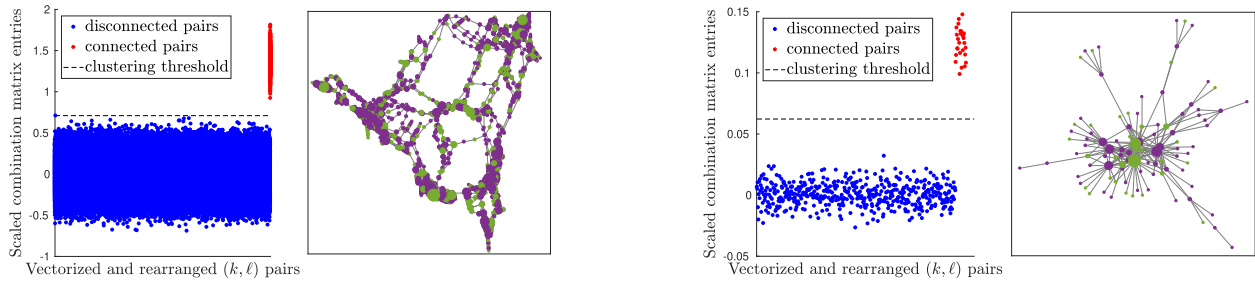 Scaled combination matrix entries
2
1.5
1
0.5
0
-0.5
-1
disconnected pairs
connected pairs
clustering threshold
Vectorized and rearranged (k, ℓ) pairs
Scaled combination matrix entries
0.15
0.1
0.05
0
-0.05
disconnected pairs
connected pairs
clustering threshold
Vectorized and rearranged (k, ℓ) pairs